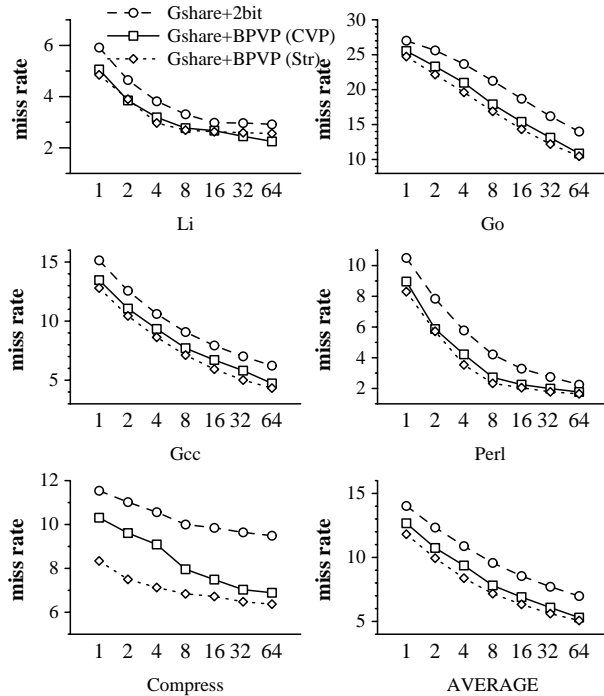 Gshare+2bit
Gshare+BPVP (CVP)
Gshare+BPVP (Str)
miss rate
6
4
2
1 2 4 8 16 32 64
Li
miss rate
30
25
20
15
10
1 2 4 8 16 32 64
Go
miss rate
15
10
5
1 2 4 8 16 32 64
Gcc
miss rate
10
8
6
4
2
1 2 4 8 16 32 64
Perl
miss rate
12
10
8
6
1 2 4 8 16 32 64
Compress
miss rate
15
10
5
1 2 4 8 16 32 64
AVERAGE